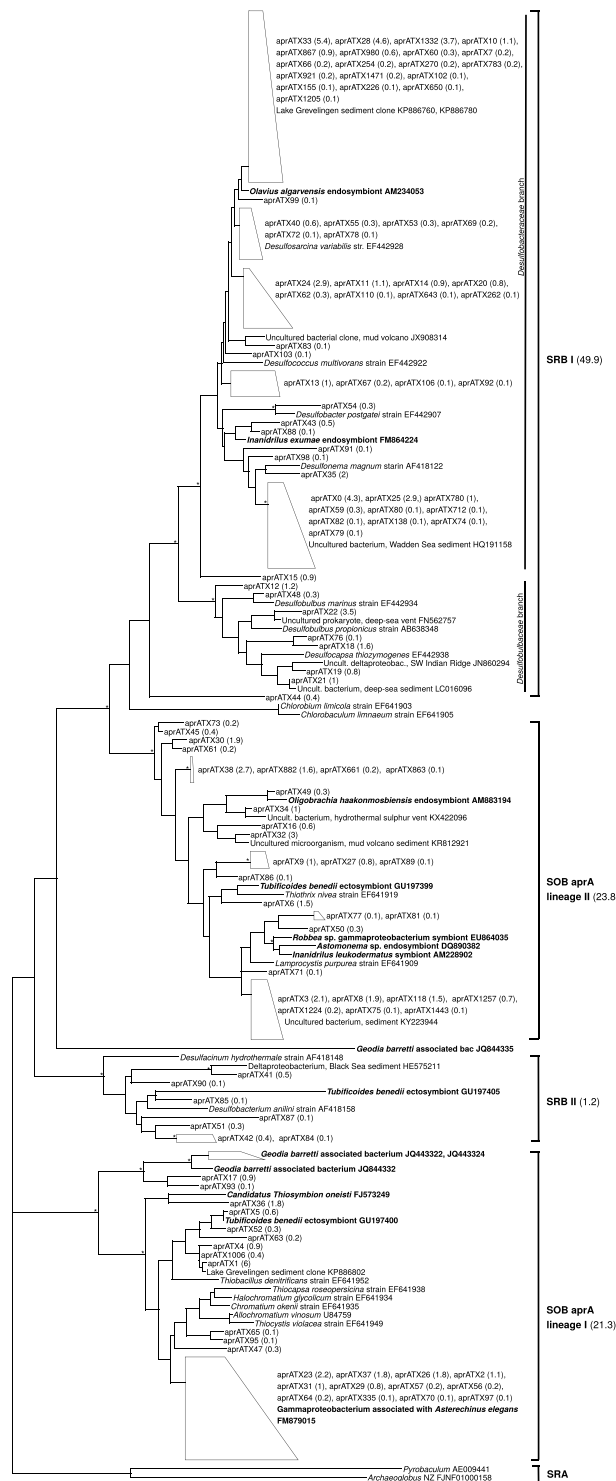 aprATX33 (5.4), aprATX28 (4.6), aprATX1332 (3.7), aprATX10 (1.1),
aprATX867 (0.9), aprATX980 (0.6), aprATX60 (0.3), aprATX7 (0.2),
aprATX66 (0.2), aprATX254 (0.2), aprATX270 (0.2), aprATX783 (0.2),
aprATX921 (0.2), aprATX1471 (0.2), aprATX102 (0.1),
aprATX155 (0.1), aprATX226 (0.1), aprATX650 (0.1),
aprATX1205 (0.1)
Lake Grevelingen sediment clone KP886760, KP886780
Olavius algarvensis endosymbiont AM234053
aprATX99 (0.1)
aprATX40 (0.6), aprATX55 (0.3), aprATX53 (0.3), aprATX69 (0.2),
aprATX72 (0.1), aprATX78 (0.1)
Desulfosarcina variabilis str. EF442928
aprATX24 (2.9), aprATX11 (1.1), aprATX14 (0.9), aprATX20 (0.8),
aprATX62 (0.3), aprATX110 (0.1), aprATX643 (0.1), aprATX262 (0.1)
Uncultured bacterial clone, mud volcano JX908314
aprATX83 (0.1)
aprATX103 (0.1)
Desulfococcus multivorans strain EF442922
aprATX13 (1), aprATX67 (0.2), aprATX106 (0.1), aprATX92 (0.1)
aprATX54 (0.3)
Desulfobacter postgatei strain EF442907
aprATX43 (0.5)
aprATX88 (0.1)
Inanidrilus exumae endosymbiont FM864224
aprATX91 (0.1)
aprATX98 (0.1)
Desulfonema magnum starin AF418122
aprATX35 (2)
aprATX0 (4.3), aprATX25 (2.9,) aprATX780 (1),
aprATX59 (0.3), aprATX80 (0.1), aprATX712 (0.1),
aprATX82 (0.1), aprATX138 (0.1), aprATX74 (0.1),
aprATX79 (0.1)
Uncultured bacterium, Wadden Sea sediment HQ191158
Desulfobacteraceae branch
SRB I (49.9)
aprATX15 (0.9)
aprATX12 (1.2)
aprATX48 (0.3)
Desulfobulbus marinus strain EF442934
aprATX22 (3.5)
Uncultured prokaryote, deep-sea vent FN562757
Desulfobulbus propionicus strain AB638348
aprATX76 (0.1)
aprATX18 (1.6)
Desulfocapsa thiozymogenes EF442938
Uncult. deltaproteobac., SW Indian Ridge JN860294
aprATX19 (0.8)
aprATX21 (1)
Uncult. bacterium, deep-sea sediment LC016096
Desulfobulbaceae branch
aprATX44 (0.4)
Chlorobium limicola strain EF641903
Chlorobaculum limnaeum strain EF641905
aprATX73 (0.2)
aprATX45 (0.4)
aprATX30 (1.9)
aprATX61 (0.2)
aprATX38 (2.7), aprATX882 (1.6), aprATX661 (0.2), aprATX863 (0.1)
aprATX49 (0.3)
Oligobrachia haakonmosbiensis endosymbiont AM883194
aprATX34 (1)
Uncult. bacterium, hydrothermal sulphur vent KX422096
aprATX16 (0.6)
aprATX32 (3)
Uncultured microorganism, mud volcano sediment KR812921
aprATX9 (1), aprATX27 (0.8), aprATX89 (0.1)
aprATX86 (0.1)
Tubificoides benedii ectosymbiont GU197399
Thiothrix nivea strain EF641919
aprATX6 (1.5)
aprATX77 (0.1), aprATX81 (0.1)
aprATX50 (0.3)
Robbea sp. gammaproteobacterium symbiont EU864035
Astomonema sp. endosymbiont DQ890382
Inanidrilus leukodermatus symbiont AM228902
Lamprocystis purpurea strain EF641909
aprATX71 (0.1)
aprATX3 (2.1), aprATX8 (1.9), aprATX118 (1.5), aprATX1257 (0.7),
aprATX1224 (0.2), aprATX75 (0.1), aprATX1443 (0.1)
Uncultured bacterium, sediment KY223944
SOB aprA
lineage II (23.8
Geodia barretti associated bac JQ844335
Desulfacinum hydrothermale strain AF418148
Deltaproteobacterium, Black Sea sediment HE575211
aprATX41 (0.5)
aprATX90 (0.1)
Tubificoides benedii ectosymbiont GU197405
aprATX85 (0.1)
Desulfobacterium anilini strain AF418158
aprATX87 (0.1)
aprATX51 (0.3)
aprATX42 (0.4), aprATX84 (0.1)
SRB II (1.2)
Geodia barretti associated bacterium JQ443322, JQ443324
Geodia barretti associated bacterium JQ844332
aprATX17 (0.9)
aprATX93 (0.1)
Candidatus Thiosymbion oneisti FJ573249
aprATX36 (1.8)
aprATX5 (0.6)
Tubificoides benedii ectosymbiont GU197400
aprATX52 (0.3)
aprATX63 (0.2)
aprATX4 (0.9)
aprATX1006 (0.4)
aprATX1 (6)
Lake Grevelingen sediment clone KP886802
Thiobacillus denitrificans strain EF641952
Thiocapsa roseopersicina strain EF641938
Halochromatium glycolicum strain EF641934
Chromatium okenii strain EF641935
Allochromatium vinosum U84759
Thiocystis violacea strain EF641949
aprATX65 (0.1)
aprATX95 (0.1)
aprATX47 (0.3)
aprATX23 (2.2), aprATX37 (1.8), aprATX26 (1.8), aprATX2 (1.1),
aprATX31 (1), aprATX29 (0.8), aprATX57 (0.2), aprATX56 (0.2)
aprATX64 (0.2), aprATX335 (0.1), aprATX70 (0.1), aprATX97 (0.1)
Gammaproteobacterium associated with Asterechinus elegans
FM879015
SOB aprA
lineage I (21.3)
Pyrobaculum AE009441
Archaeoglobus NZ FJNF01000158
SRA